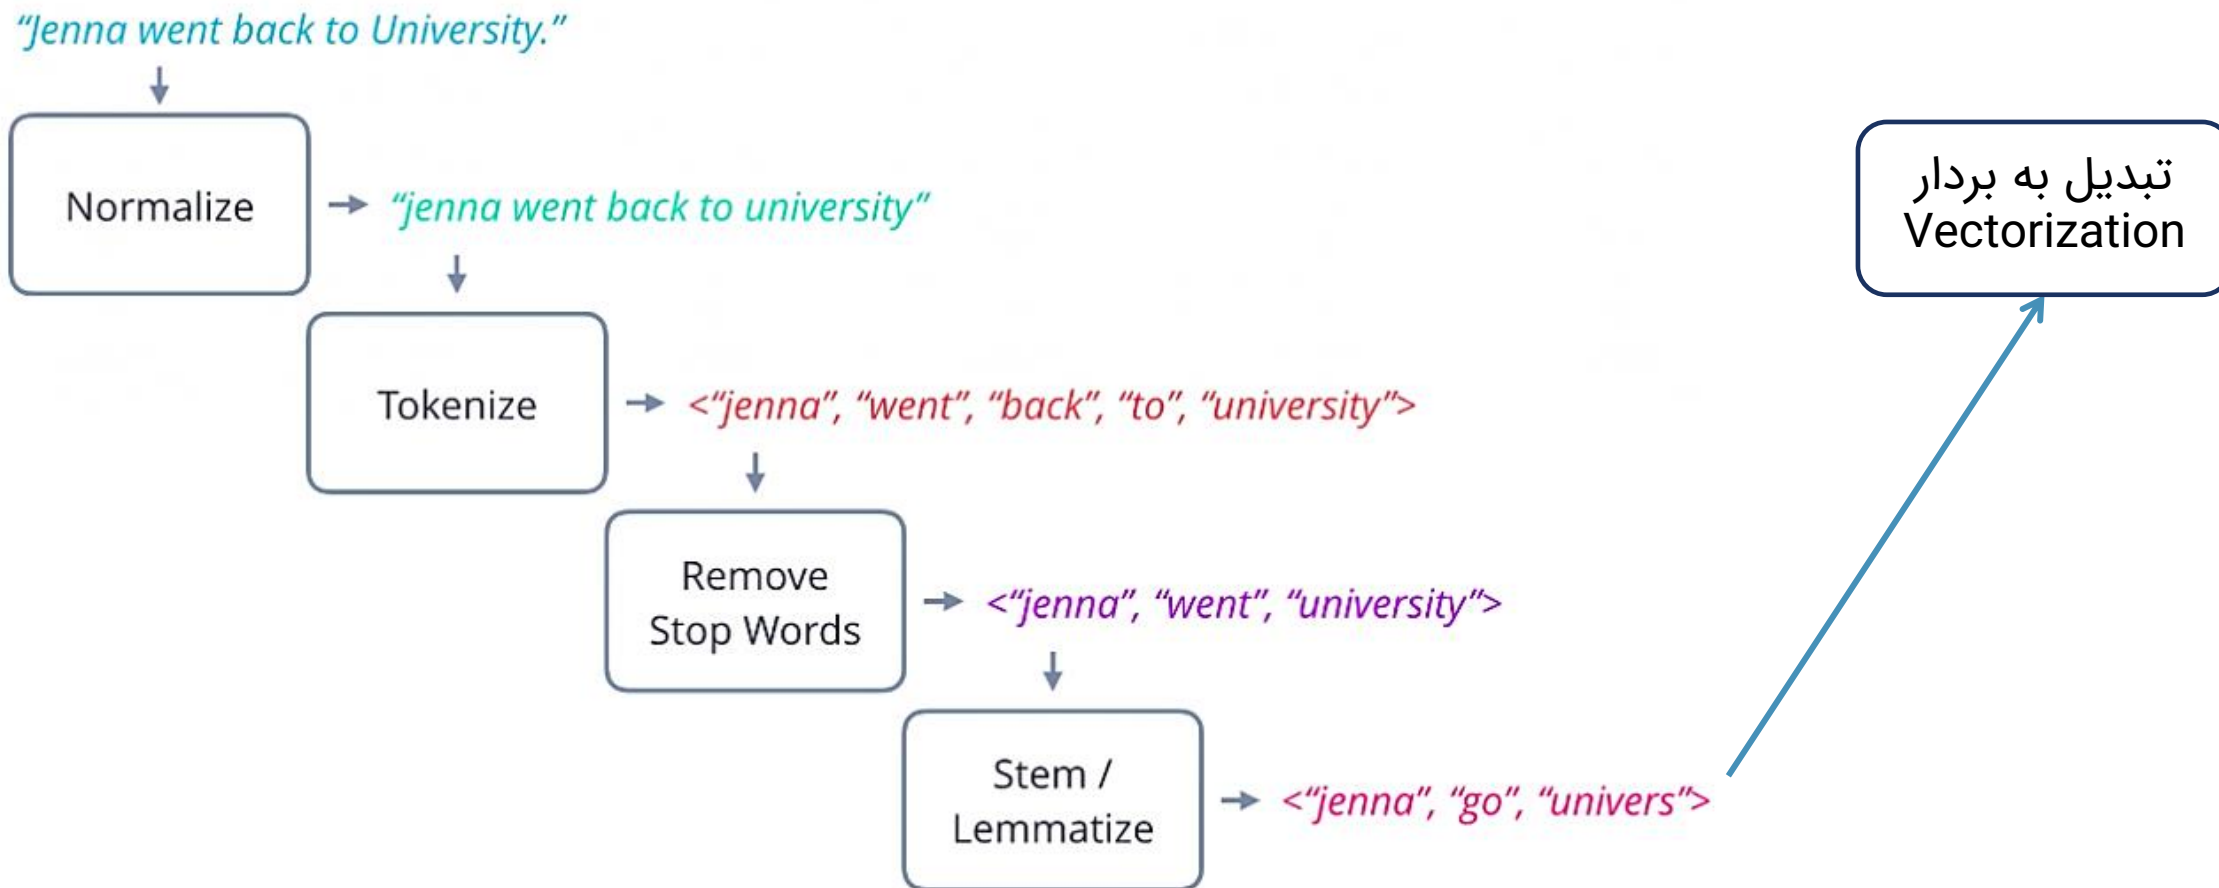 “Jenna went back to University.”
Normalize
“jenna went back to university”
تبدیل به بردار
Vectorization
Tokenize
<“jenna”, “went”, “back”, “to”, “university”>
Remove
Stop Words
<“jenna”, “went”, “university”>
Stem /
Lemmatize
<“jenna”, “go”, “univers”>